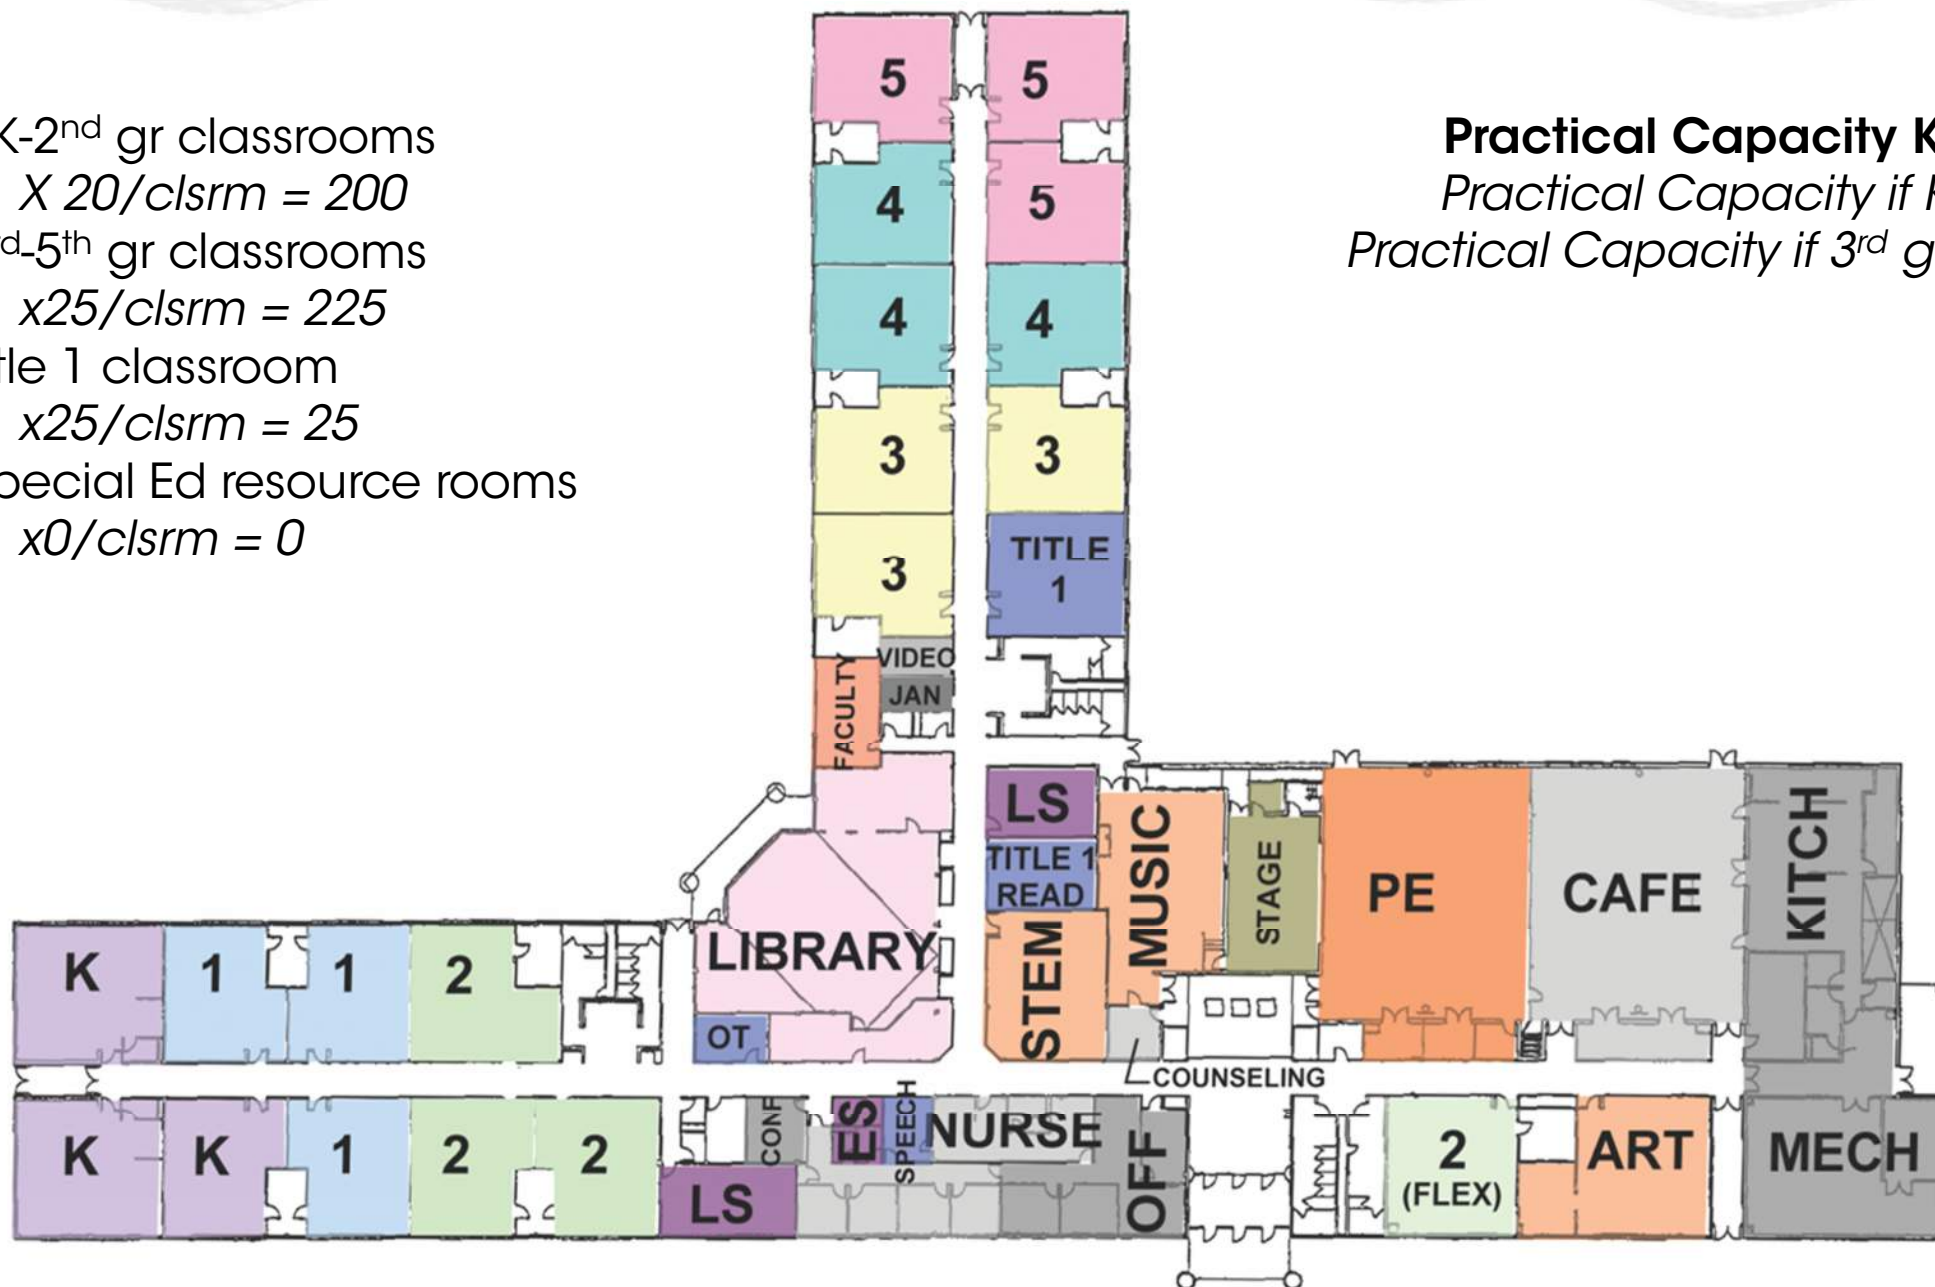 K-2nd gr classrooms
X 20/clsrm = 200
rd-5th gr classrooms
x25/clsrm = 225
tle 1 classroom
x25/clsrm = 25
pecial Ed resource rooms
x0/clsrm = 0
Practical Capacity K
Practical Capacity if K
Practical Capacity if 3rd g
5
5
4
5
4
4
3
3
3
TITLE
1
VIDEO
FACULTY
JAN
LS
TITLE 1
READ
MUSIC
STAGE
PE
CAFE
KITCH
LIBRARY
STEM
OT
COUNSELING
K
1
1
2
K
K
1
2
2
LS
CONF
ES
SPEECH
NURSE
OFF
2
(FLEX)
ART
MECH